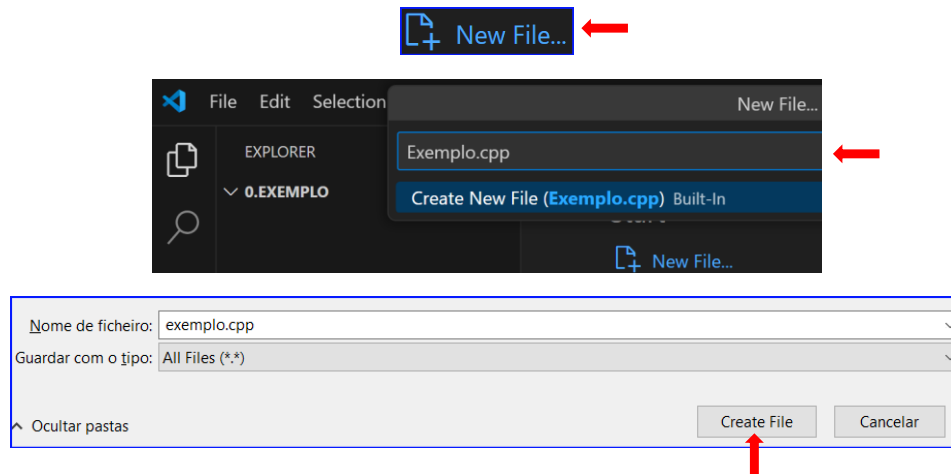 New File...
File Edit Selection New File...
EXPLORER
Exemplo.cpp
0.EXEMPLO
Create New File (Exemplo.cpp) Built-In
New File...
Nome de ficheiro: exemplo.cpp
Guardar com o tipo: All Files (*.*)
Ocultar pastas
Create File
Cancelar